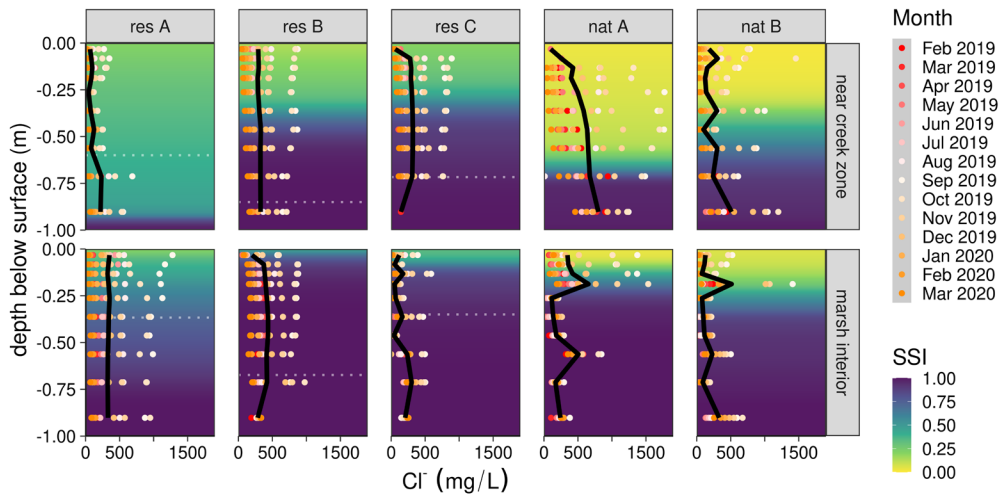 res A
res B
res C
nat A
nat B
0.00
-0.25
-0.50
-0.75
-1.00
near creek zone
0.00
-0.25
-0.50
-0.75
-1.00
marsh interior
depth below surface (m)
0 500 1500
0 500 1500
0 500 1500
0 500 1500
0 500 1500
Cl⁻ (mg/L)
Month
Feb 2019
Mar 2019
Apr 2019
May 2019
Jun 2019
Jul 2019
Aug 2019
Sep 2019
Oct 2019
Nov 2019
Dec 2019
Jan 2020
Feb 2020
Mar 2020
SSI
1.00
0.75
0.50
0.25
0.00